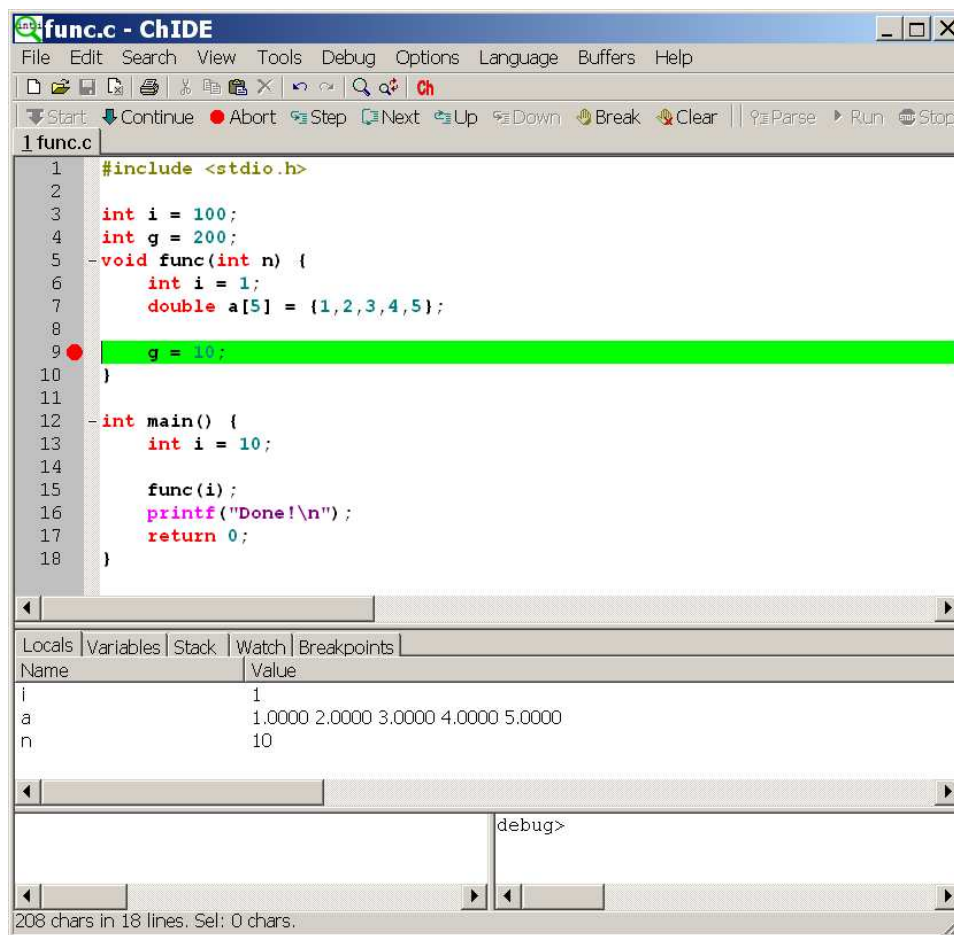 func.c - ChIDE
File Edit Search View Tools Debug Options Language Buffers Help
Ch
Start Continue Abort Step Next Up Down Break Clear Parse Run Stop
1 func.c
1 #include <stdio.h>
2
3 int i = 100;
4 int g = 200;
5 void func(int n) {
6 int i = 1;
7 double a[5] = {1,2,3,4,5};
8
9 g = 10;
10 }
11
12 int main() {
13 int i = 10;
14
15 func(i);
16 printf("Done!\n");
17 return 0;
18 }
Locals Variables Stack Watch Breakpoints
Name Value
i 1
a 1.0000 2.0000 3.0000 4.0000 5.0000
n 10
debug>
208 chars in 18 lines. Sel: 0 chars.